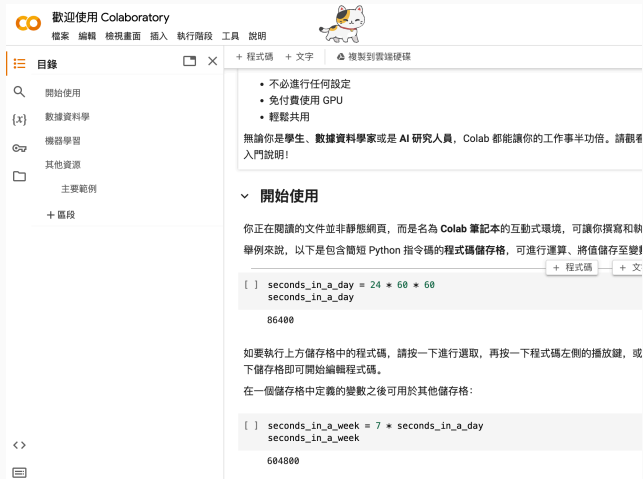 歡迎使用 Colaboratory
檔案 編輯 檢視畫面 插入 執行階段 工具 說明
目錄
+ 程式碼 + 文字 複製到雲端硬碟
開始使用
數據資料學
機器學習
其他資源
主要範例
+ 區段
{x}
<>
• 不必進行任何設定
• 免付費使用 GPU
• 輕鬆共用
無論你是學生、數據資料學家或是 AI 研究人員，Colab 都能讓你的工作事半功倍。請觀看
入門說明！
開始使用
你正在閱讀的文件並非靜態網頁，而是名為 Colab 筆記本的互動式環境，可讓你撰寫和執
舉例來說，以下是包含簡短 Python 指令碼的程式碼儲存格，可進行運算、將值儲存至變數
+ 程式碼 + 文
[ ] seconds_in_a_day = 24 * 60 * 60
seconds_in_a_day
86400
如要執行上方儲存格中的程式碼，請按一下進行選取，再按一下程式碼左側的播放鍵，或
下儲存格即可開始編輯程式碼。
在一個儲存格中定義的變數之後可用於其他儲存格：
[ ] seconds_in_a_week = 7 * seconds_in_a_day
seconds_in_a_week
604800